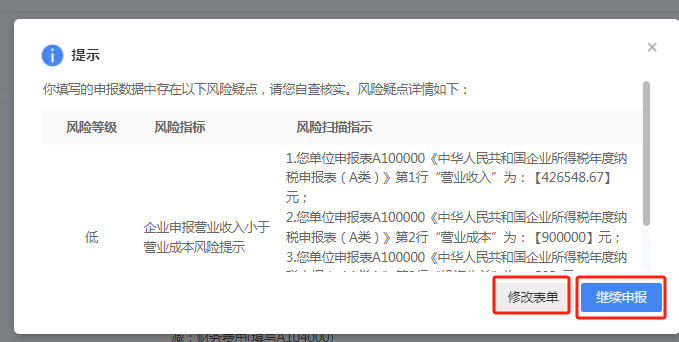 提示
你填写的申报数据中存在以下风险疑点，请您自查核实。风险疑点详情如下：
风险等级 风险指标 风险扫描指示
低
企业申报营业收入小于
营业成本风险提示
1.您单位申报表A100000《中华人民共和国企业所得税年度纳
税申报表（A类）》第1行“营业收入”为：【426548.67】
元；
2.您单位申报表A100000《中华人民共和国企业所得税年度纳
税申报表（A类）》第2行“营业成本”为：【900000】元；
3.您单位申报表A100000《中华人民共和国企业所得税年度纳
修改表单 继续申报
减：财务费用(填写A104000)